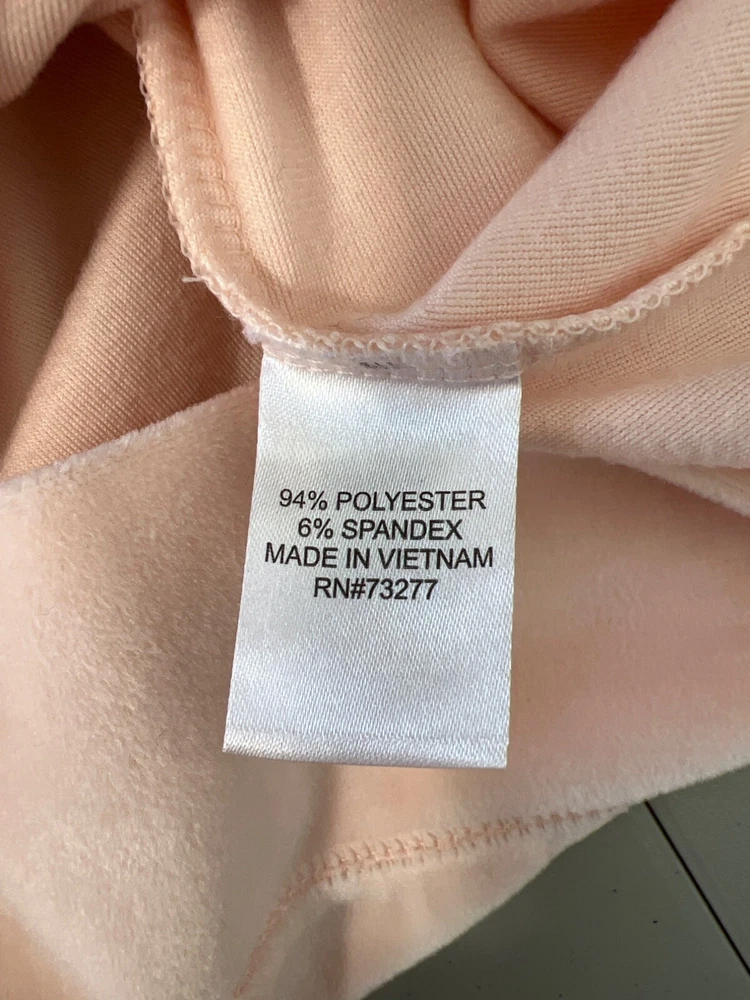 94% POLYESTER
6% SPANDEX
MADE IN VIETNAM
RN#73277